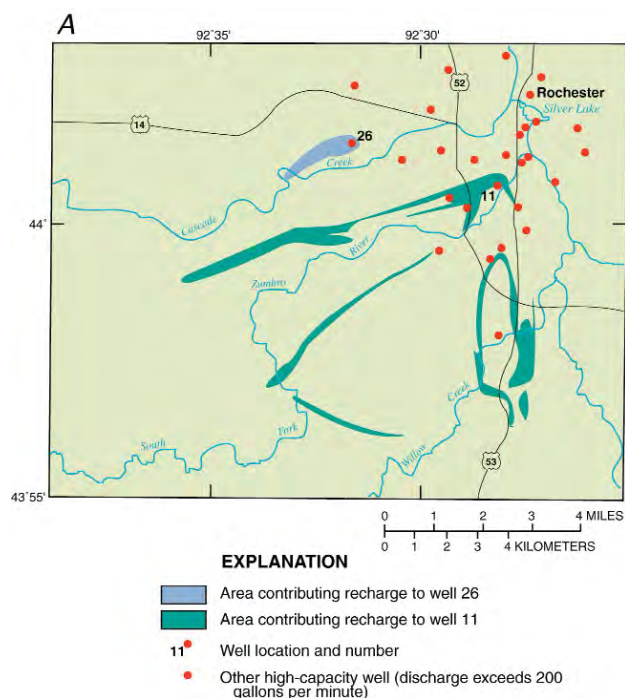 A
92°35'
92°30'
52
Rochester
Silver Lake
14
26
Creek
Cascade
11
44°
River
Zumbro
Creek
South
Fork
Willow
53
43°55'
0 1 2 3 4 MILES
0 1 2 3 4 KILOMETERS
EXPLANATION
Area contributing recharge to well 26
Area contributing recharge to well 11
11 Well location and number
Other high-capacity well (discharge exceeds 200
gallons per minute)